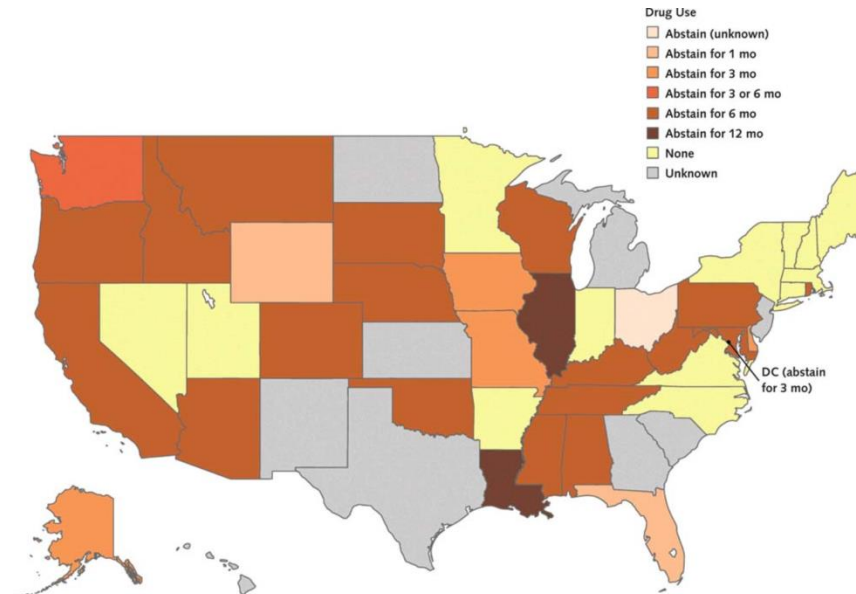 Drug Use
Abstain (unknown)
Abstain for 1 mo
Abstain for 3 mo
Abstain for 3 or 6 mo
Abstain for 6 mo
Abstain for 12 mo
None
Unknown
DC (abstain
for 3 mo)